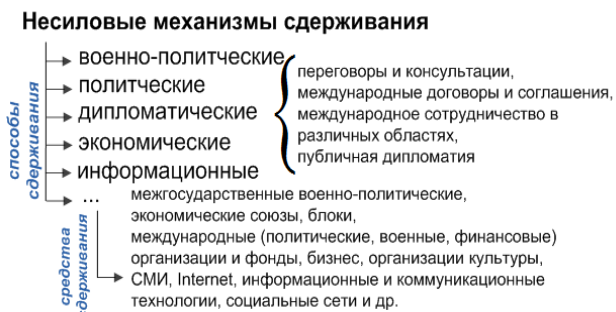 Несиловые механизмы сдерживания
способы сдерживания
военно-политческие
политческие
дипломатические
экономические
информационные
...
переговоры и консультации,
международные договоры и соглашения,
международное сотрудничество в
различных областях,
публичная дипломатия
средства сдерживания
межгосударственные военно-политические,
экономические союзы, блоки,
международные (политические, военные, финансовые)
организации и фонды, бизнес, организации культуры,
СМИ, Internet, информационные и коммуникационные
технологии, социальные сети и др.